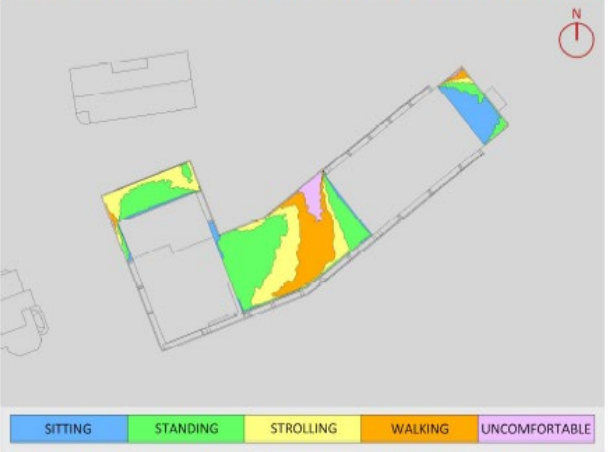 N
SITTING
STANDING
STROLLING
WALKING
UNCOMFORTABLE